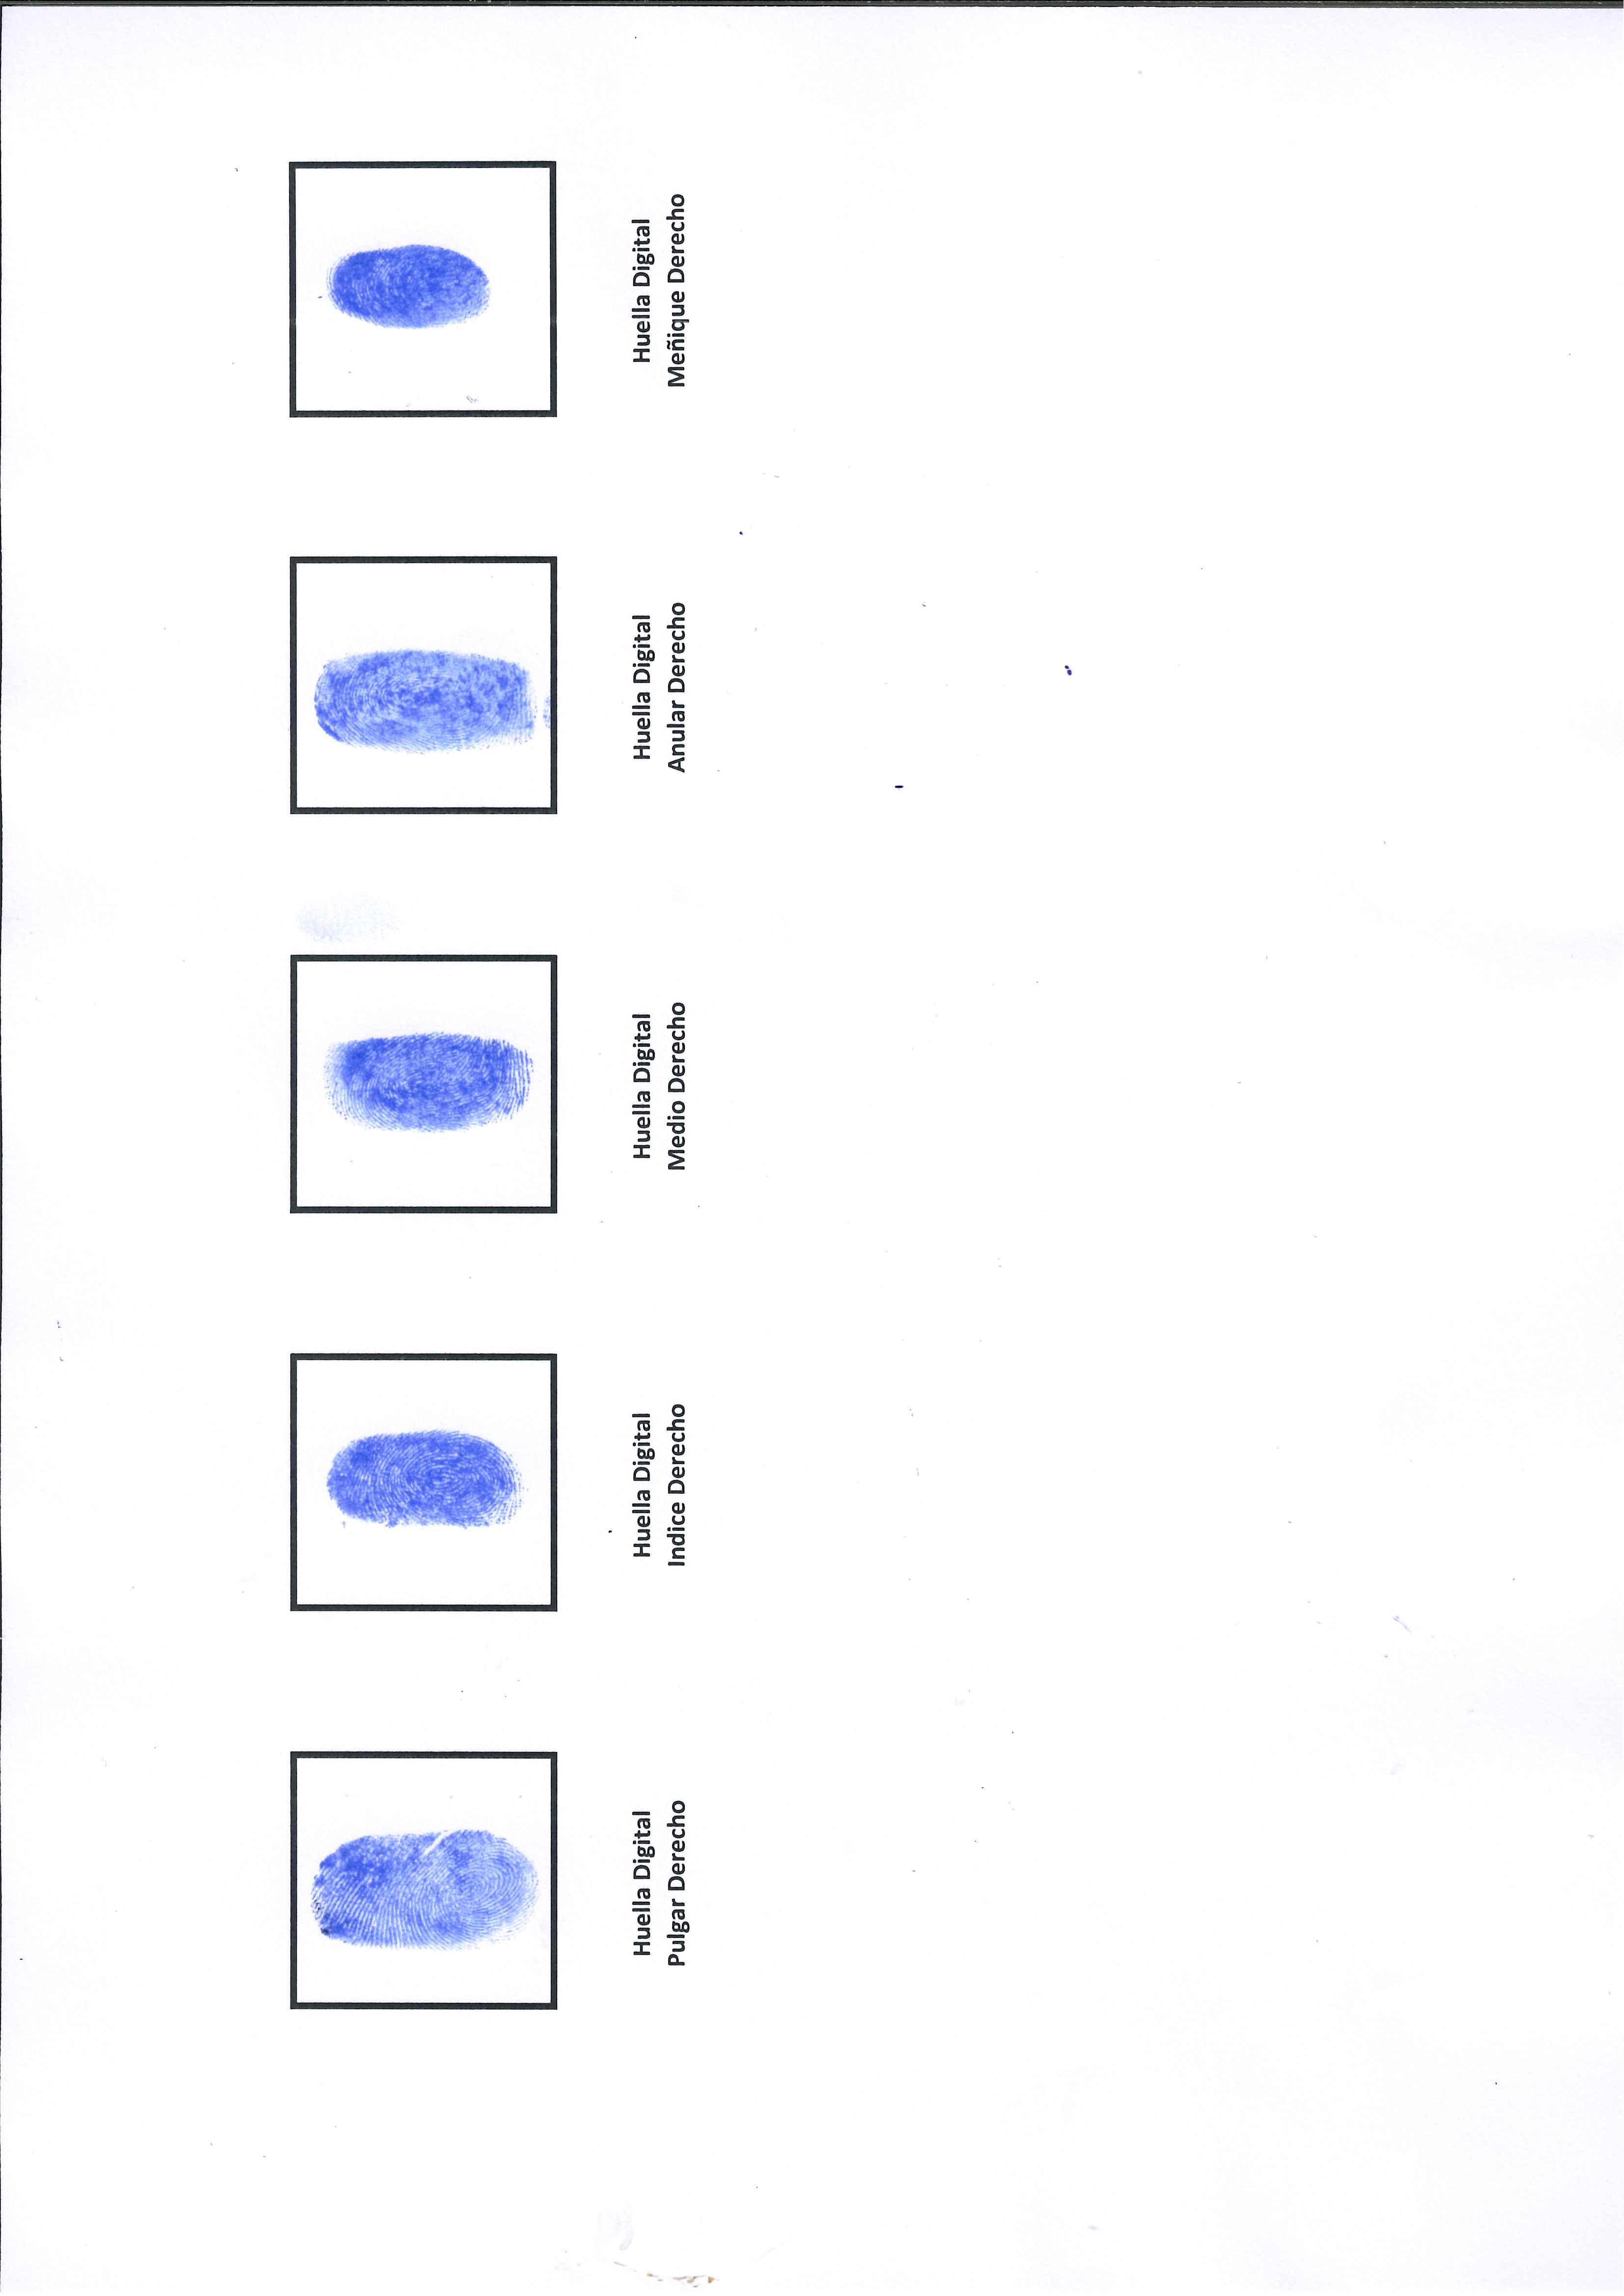 Huella Digital
Pulgar Derecho
Huella Digital
Indice Derecho
Huella Digital
Medio Derecho
Huella Digital
Anular Derecho
Huella Digital
Meñique Derecho